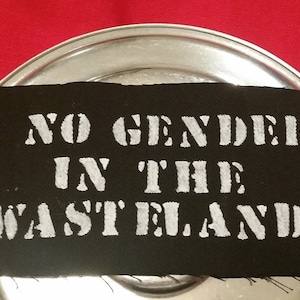 NO GENDE
IN THE
WASTELAND